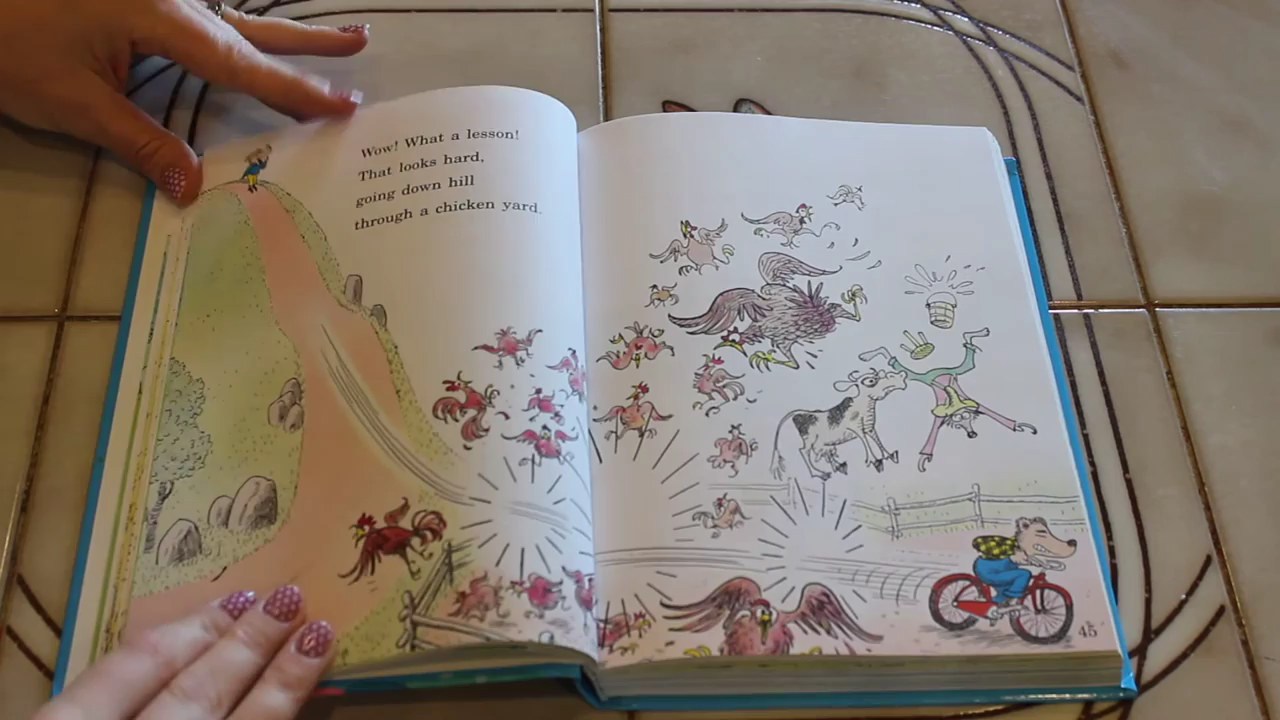 Wow! What a lesson!
That looks hard,
going down hill
through a chicken yard.
45